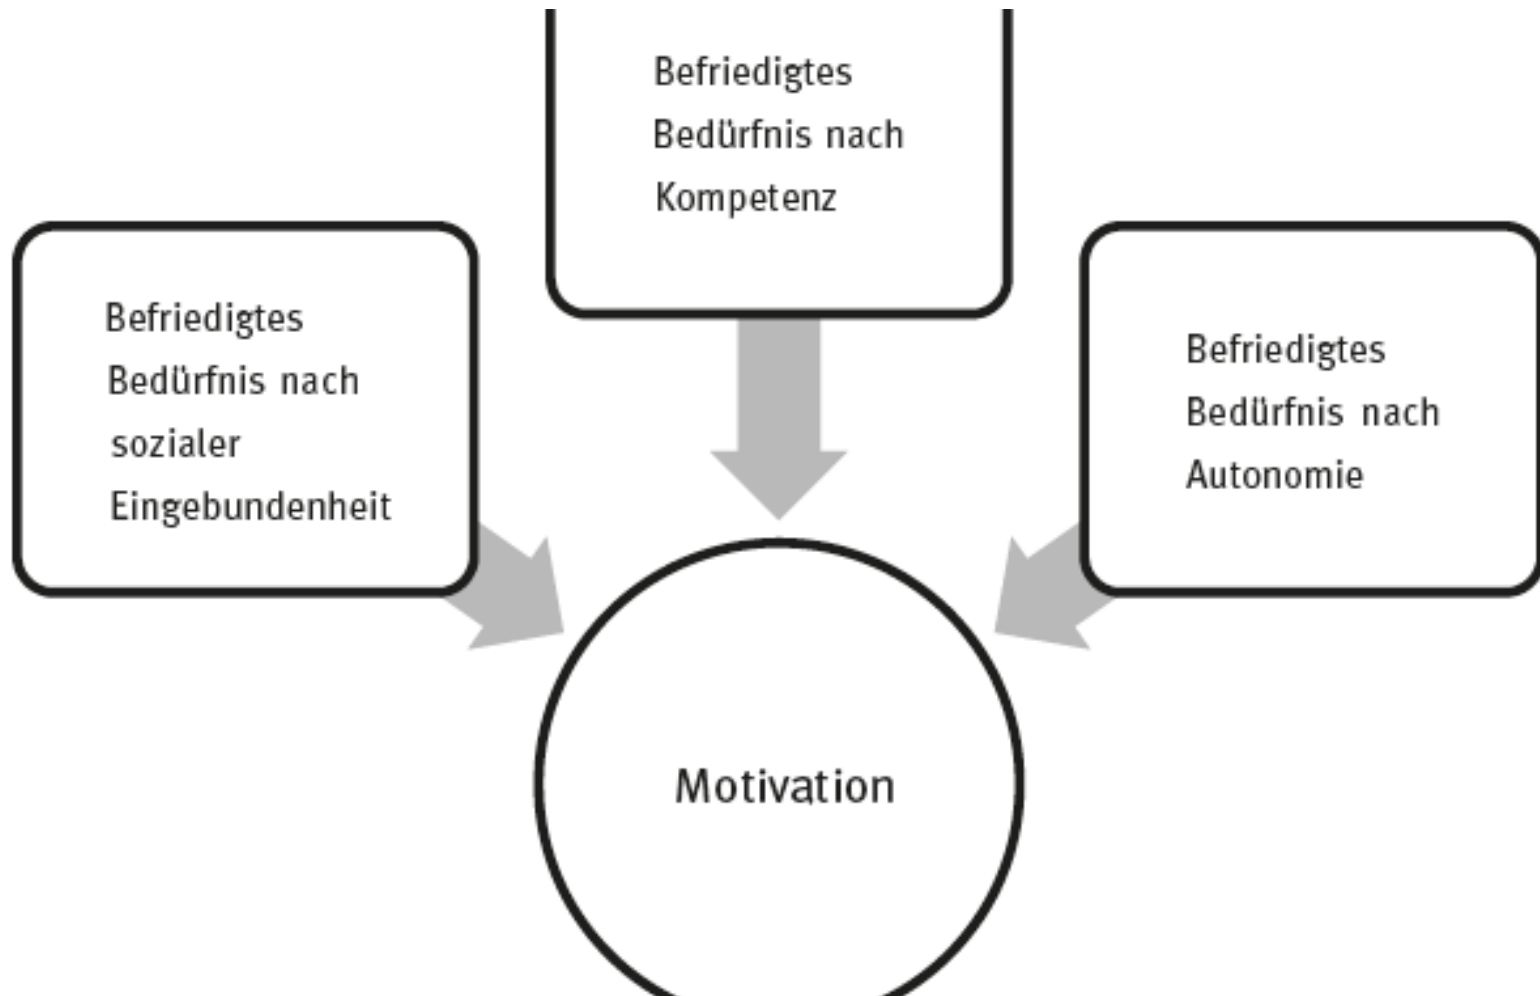 Befriedigtes
Bedürfnis nach
Kompetenz
Befriedigtes
Bedürfnis nach
sozialer
Eingebundenheit
Befriedigtes
Bedürfnis nach
Autonomie
Motivation